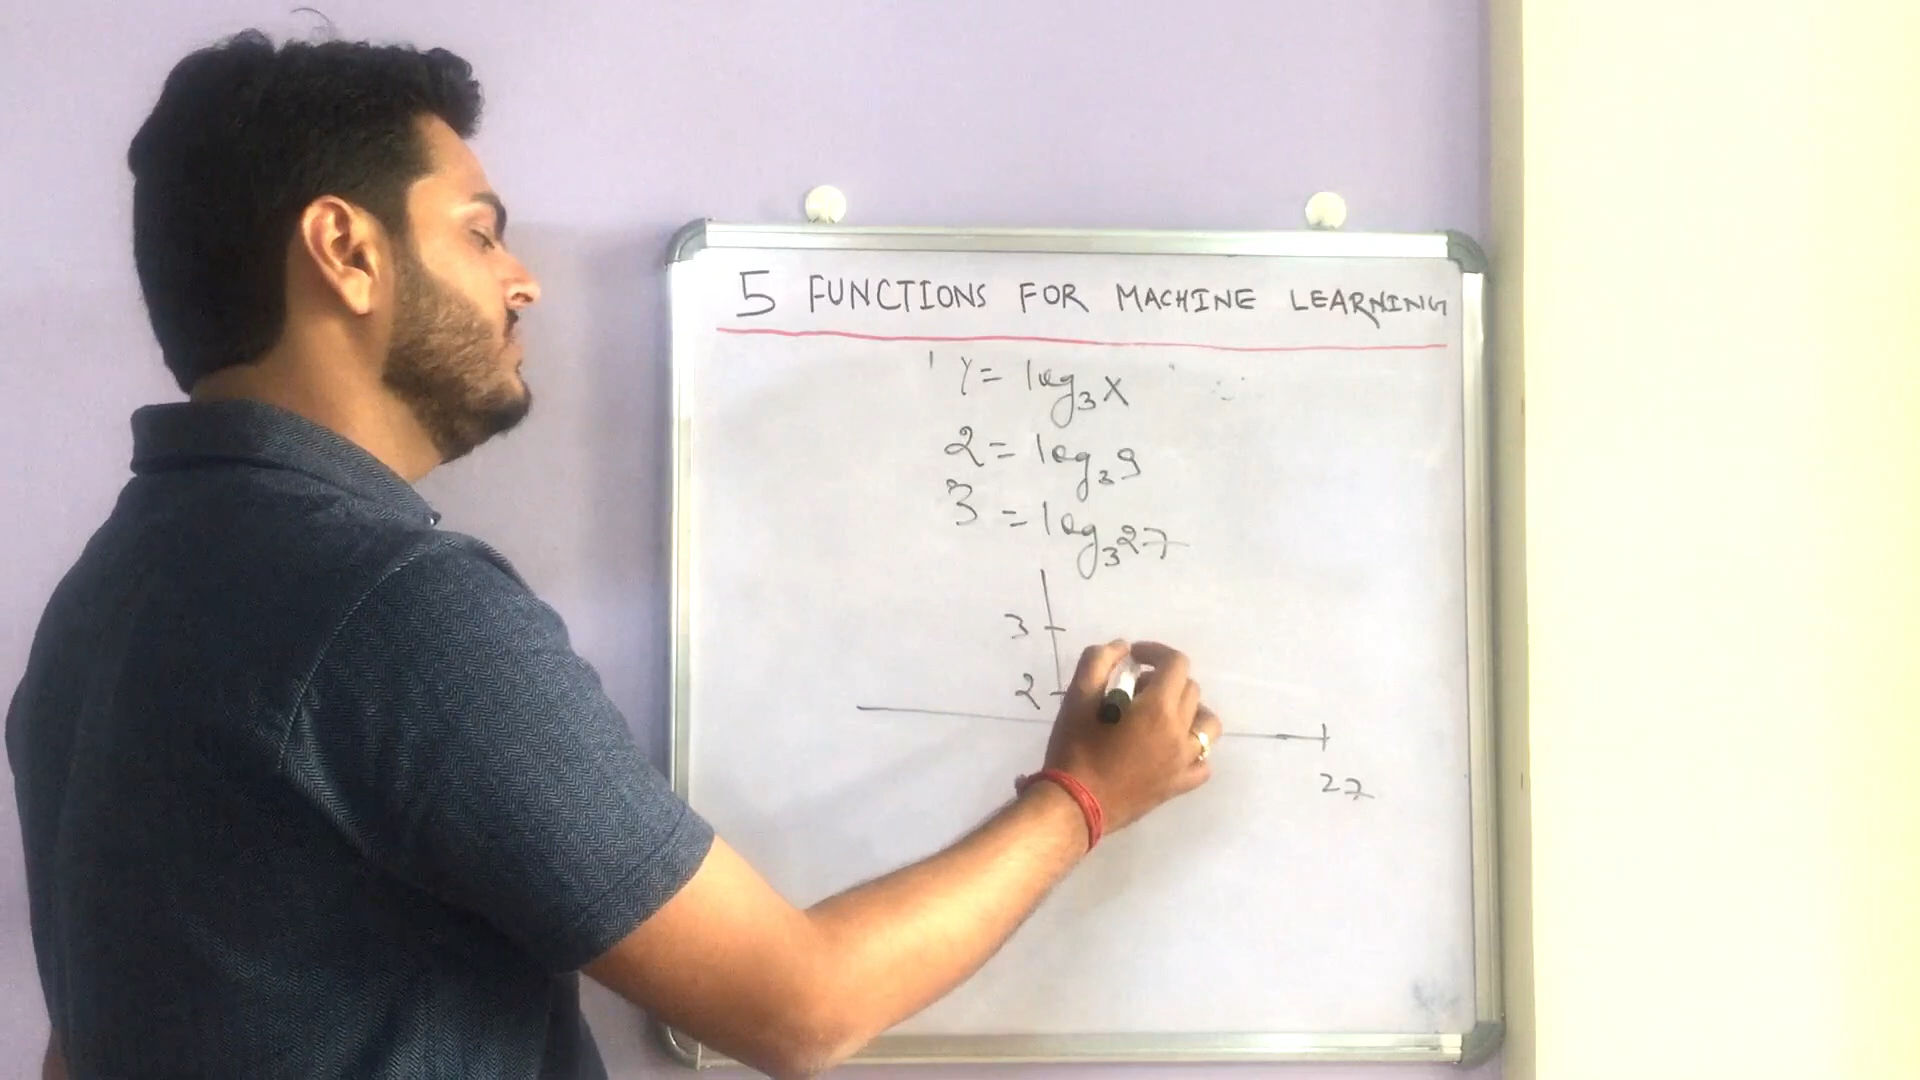 5 FUNCTIONS FOR MACHINE LEARNING
Y = log₃X
2 = log₃9
3 = log₃27
3
2
27